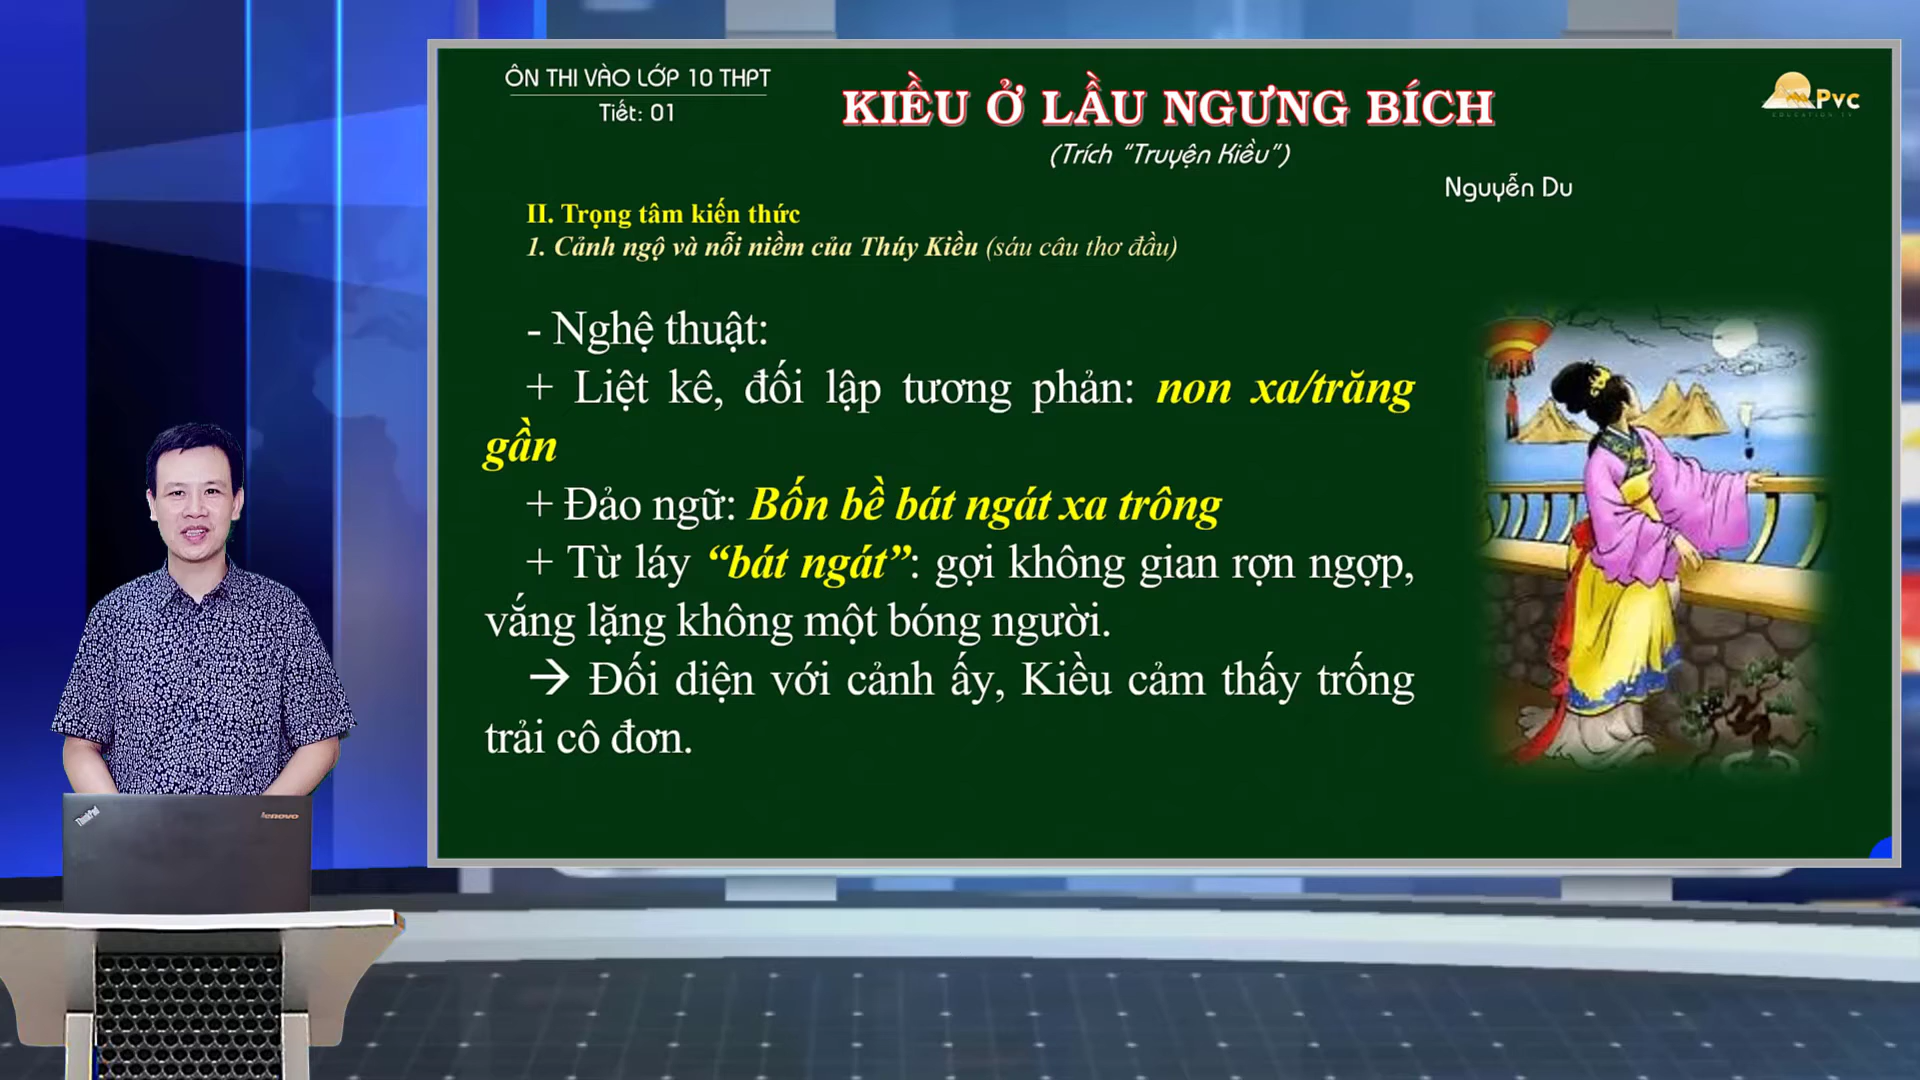 ÔN THI VÀO LỚP 10 THPT
Tiết: 01
KIỀU Ở LẦU NGƯNG BÍCH
(Trích “Truyện Kiều”)
Nguyễn Du
Pvc
EDUCATION TV
II. Trọng tâm kiến thức
1. Cảnh ngộ và nỗi niềm của Thúy Kiều (sáu câu thơ đầu)
- Nghệ thuật:
+ Liệt kê, đối lập tương phản: non xa/trăng
gần
+ Đảo ngữ: Bốn bề bát ngát xa trông
+ Từ láy “bát ngát”: gợi không gian rợn ngợp,
vắng lặng không một bóng người.
→ Đối diện với cảnh ấy, Kiều cảm thấy trống
trải cô đơn.
ThinkPad
lenovo